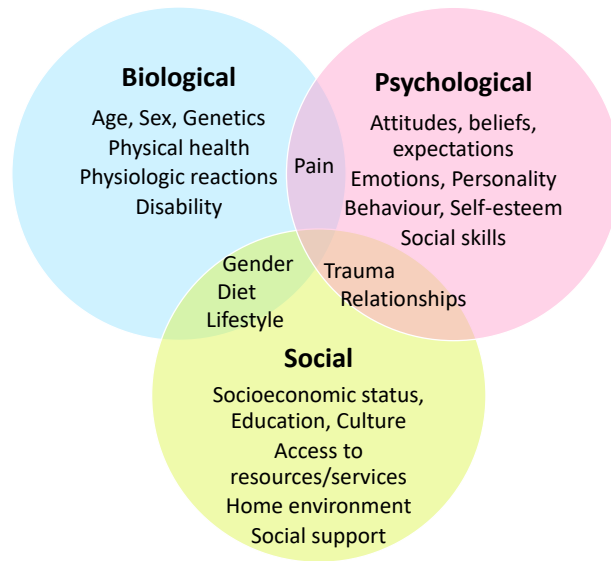 Biological
Age, Sex, Genetics
Physical health
Physiologic reactions
Disability
Pain
Psychological
Attitudes, beliefs,
expectations
Emotions, Personality
Behaviour, Self-esteem
Social skills
Gender
Diet
Lifestyle
Trauma
Relationships
Social
Socioeconomic status,
Education, Culture
Access to
resources/services
Home environment
Social support